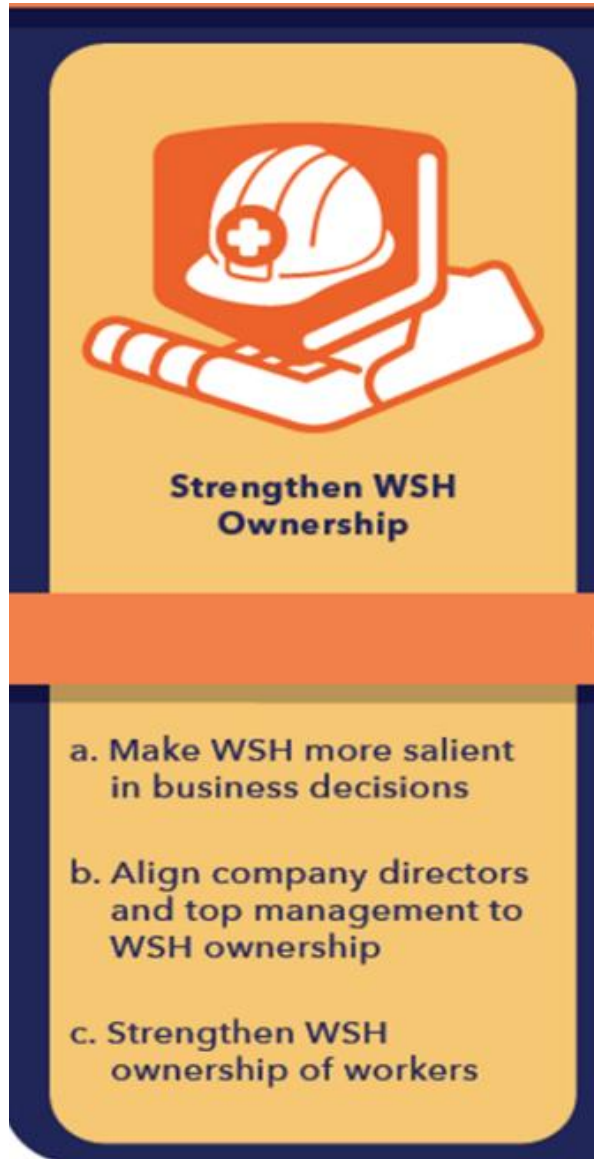 Strengthen WSH
Ownership
a. Make WSH more salient
in business decisions
b. Align company directors
and top management to
WSH ownership
c. Strengthen WSH
ownership of workers